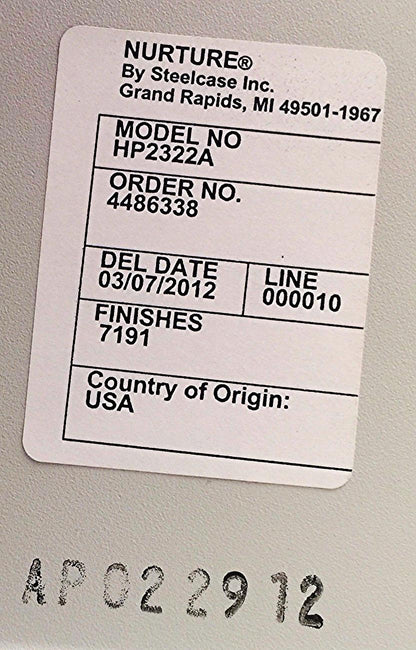 NURTURE®
By Steelcase Inc.
Grand Rapids, MI 49501-1967
MODEL NO
HP2322A
ORDER NO.
4486338
DEL DATE
03/07/2012
LINE
000010
FINISHES
7191
Country of Origin:
USA
AP022912